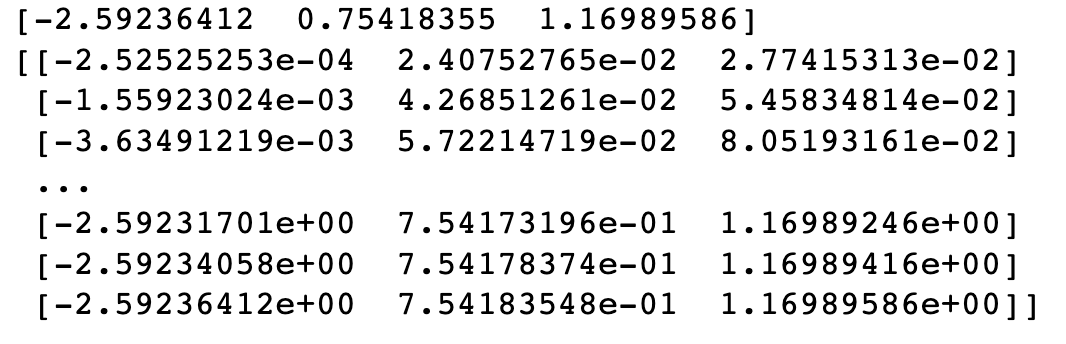 [-2.59236412  0.75418355  1.16989586]
[[-2.52525253e-04  2.40752765e-02  2.77415313e-02]
 [-1.55923024e-03  4.26851261e-02  5.45834814e-02]
 [-3.63491219e-03  5.72214719e-02  8.05193161e-02]
 ...
 [-2.59231701e+00  7.54173196e-01  1.16989246e+00]
 [-2.59234058e+00  7.54178374e-01  1.16989416e+00]
 [-2.59236412e+00  7.54183548e-01  1.16989586e+00]]